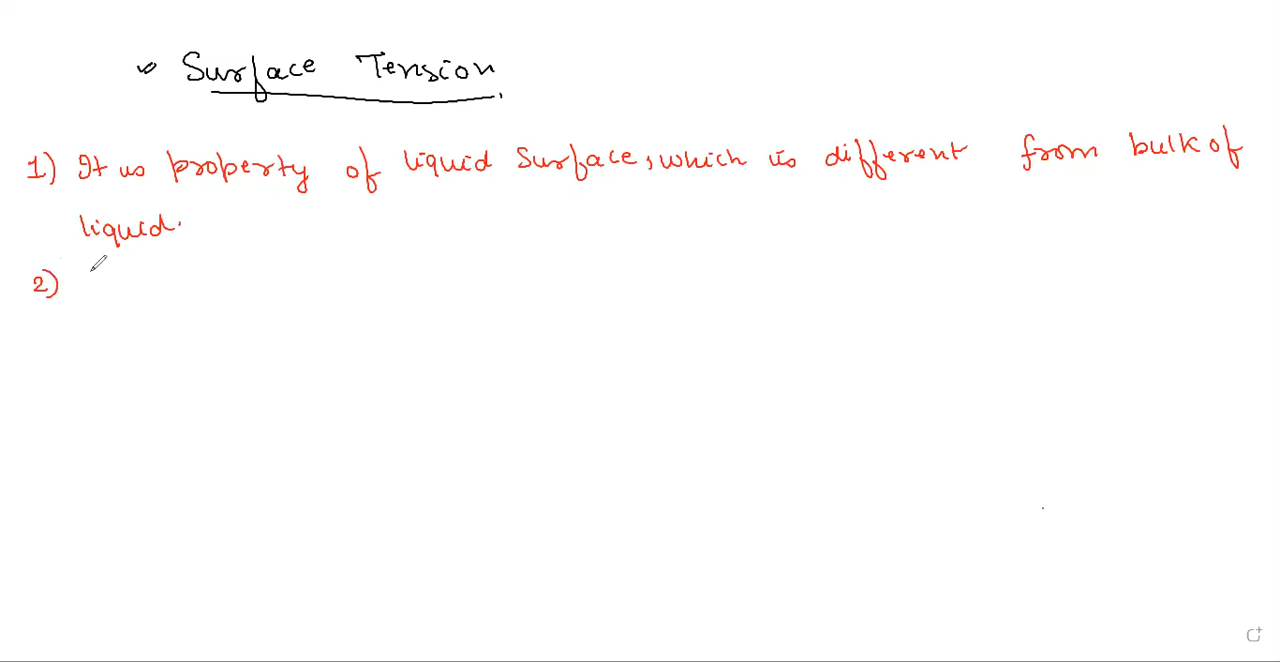 Surface Tension
1) It is property of liquid surface, which is different from bulk of
liquid.
2)